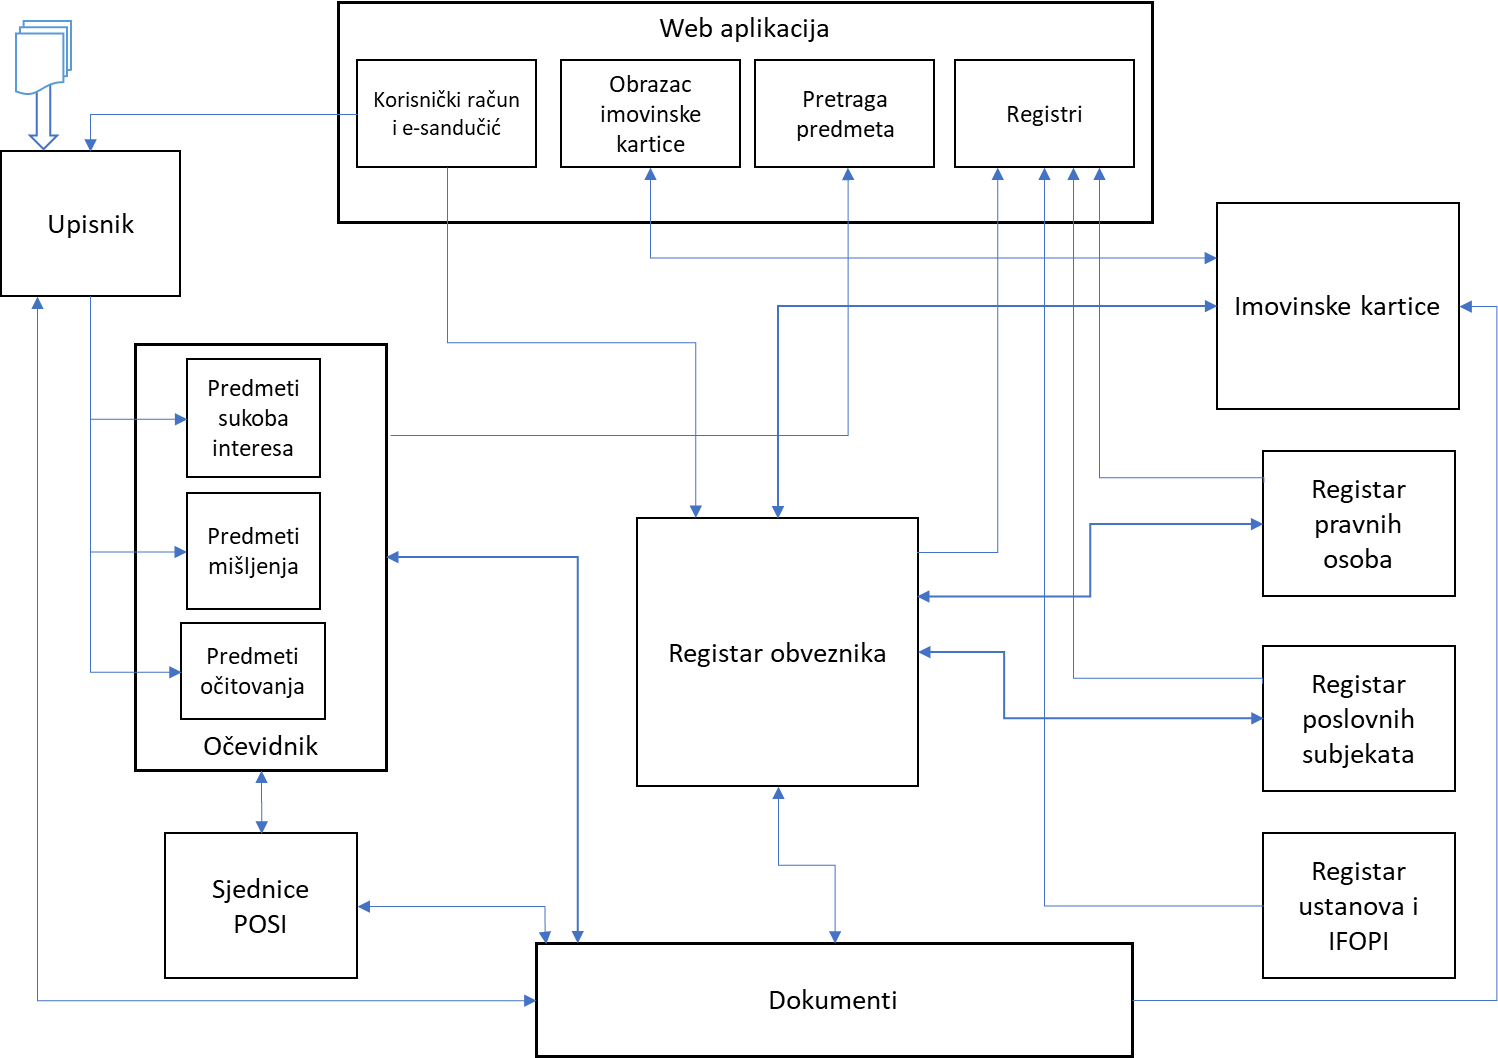 Web aplikacija
Korisnički račun
i e-sandučić
Obrazac
imovinske
kartice
Pretraga
predmeta
Registri
Upisnik
Imovinske kartice
Predmeti
sukoba
interesa
Predmeti
mišljenja
Predmeti
očitovanja
Očevidnik
Registar obveznika
Registar
pravnih
osoba
Registar
poslovnih
subjekata
Registar
ustanova i
IFOPI
Sjednice
POSI
Dokumenti